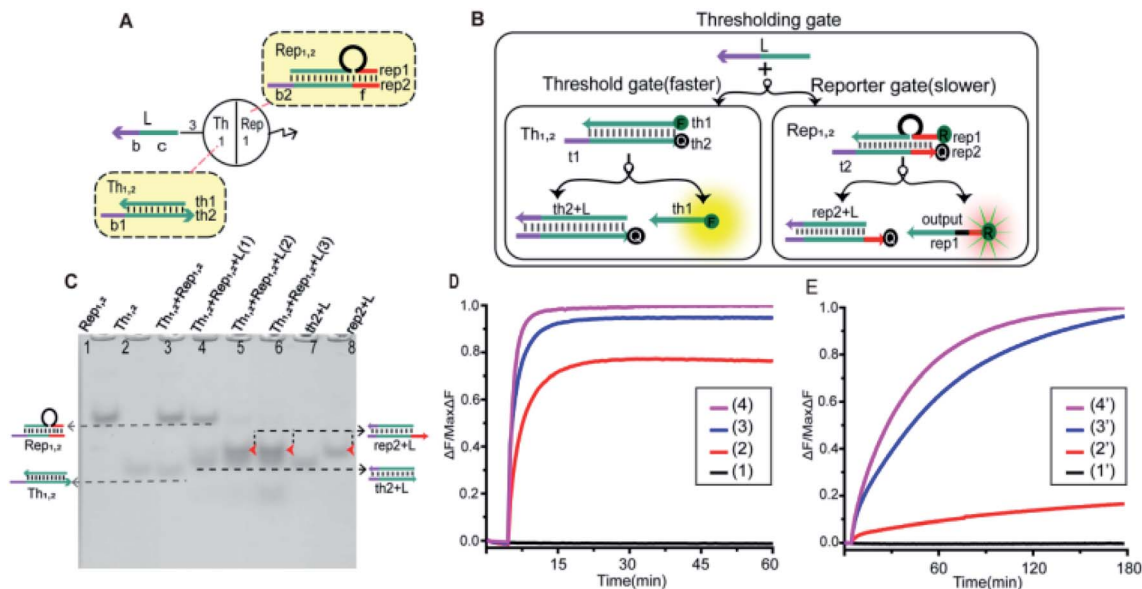 A
Rep₁,₂
rep1
rep2
b2
f
L
b
c
3
Th
1
Rep
1
Th₁,₂
th1
th2
b1
B
Thresholding gate
L
+
Threshold gate(faster)
Reporter gate(slower)
Th₁,₂
F
th1
Q
th2
t1
th2+L
Q
th1
F
Rep₁,₂
R
rep1
Q
rep2
t2
rep2+L
Q
output
rep1
R
C
Rep₁,₂
Th₁,₂
Th₁,₂+Rep₁,₂
Th₁,₂+Rep₁,₂+L(1)
Th₁,₂+Rep₁,₂+L(2)
Th₁,₂+Rep₁,₂+L(3)
th2+L
rep2+L
1 2 3 4 5 6 7 8
Rep₁,₂
Th₁,₂
rep2+L
th2+L
D
ΔF/MaxΔF
1.0
0.8
0.6
0.4
0.2
0.0
(4)
(3)
(2)
(1)
15 30 45 60
Time(min)
E
ΔF/MaxΔF
1.0
0.8
0.6
0.4
0.2
0.0
(4')
(3')
(2')
(1')
60 120 180
Time(min)